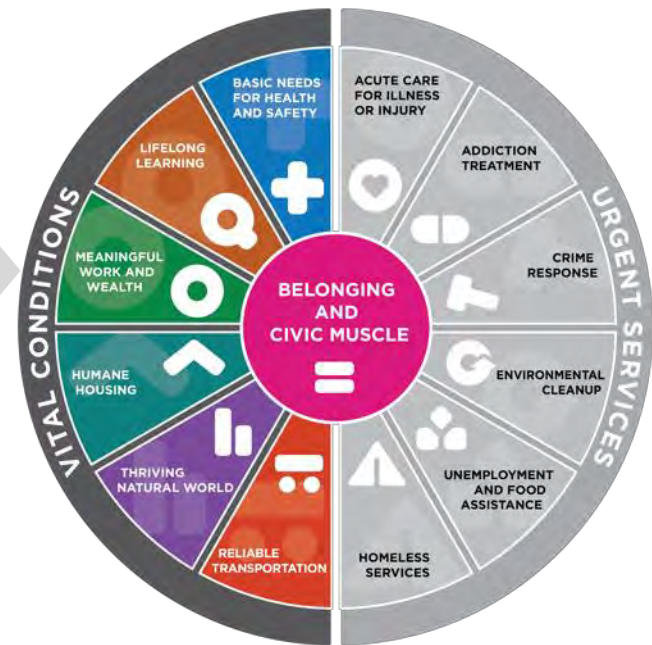 VITAL CONDITIONS
BASIC NEEDS
FOR HEALTH
AND SAFETY
LIFELONG
LEARNING
MEANINGFUL
WORK AND
WEALTH
HUMANE
HOUSING
THRIVING
NATURAL WORLD
RELIABLE
TRANSPORTATION
BELONGING
AND
CIVIC MUSCLE
URGENT SERVICES
ACUTE CARE
FOR ILLNESS
OR INJURY
ADDICTION
TREATMENT
CRIME
RESPONSE
ENVIRONMENTAL
CLEANUP
UNEMPLOYMENT
AND FOOD
ASSISTANCE
HOMELESS
SERVICES